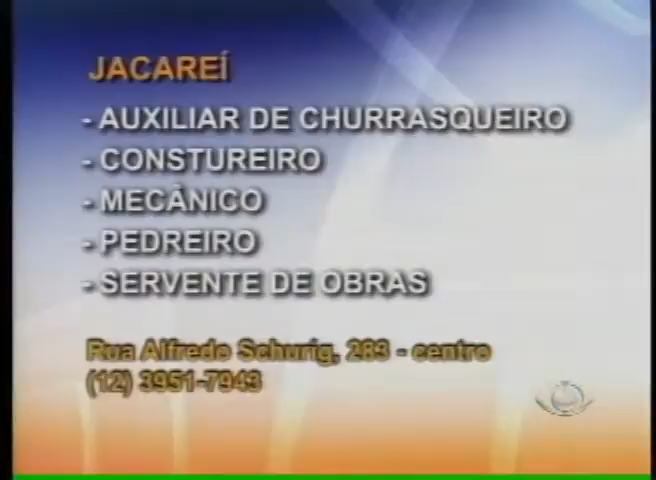 JACAREÍ
- AUXILIAR DE CHURRASQUEIRO
- CONSTUREIRO
- MECÂNICO
- PEDREIRO
- SERVENTE DE OBRAS
Rua Alfredo Schurig, 283 - centro
(12) 3951-7943